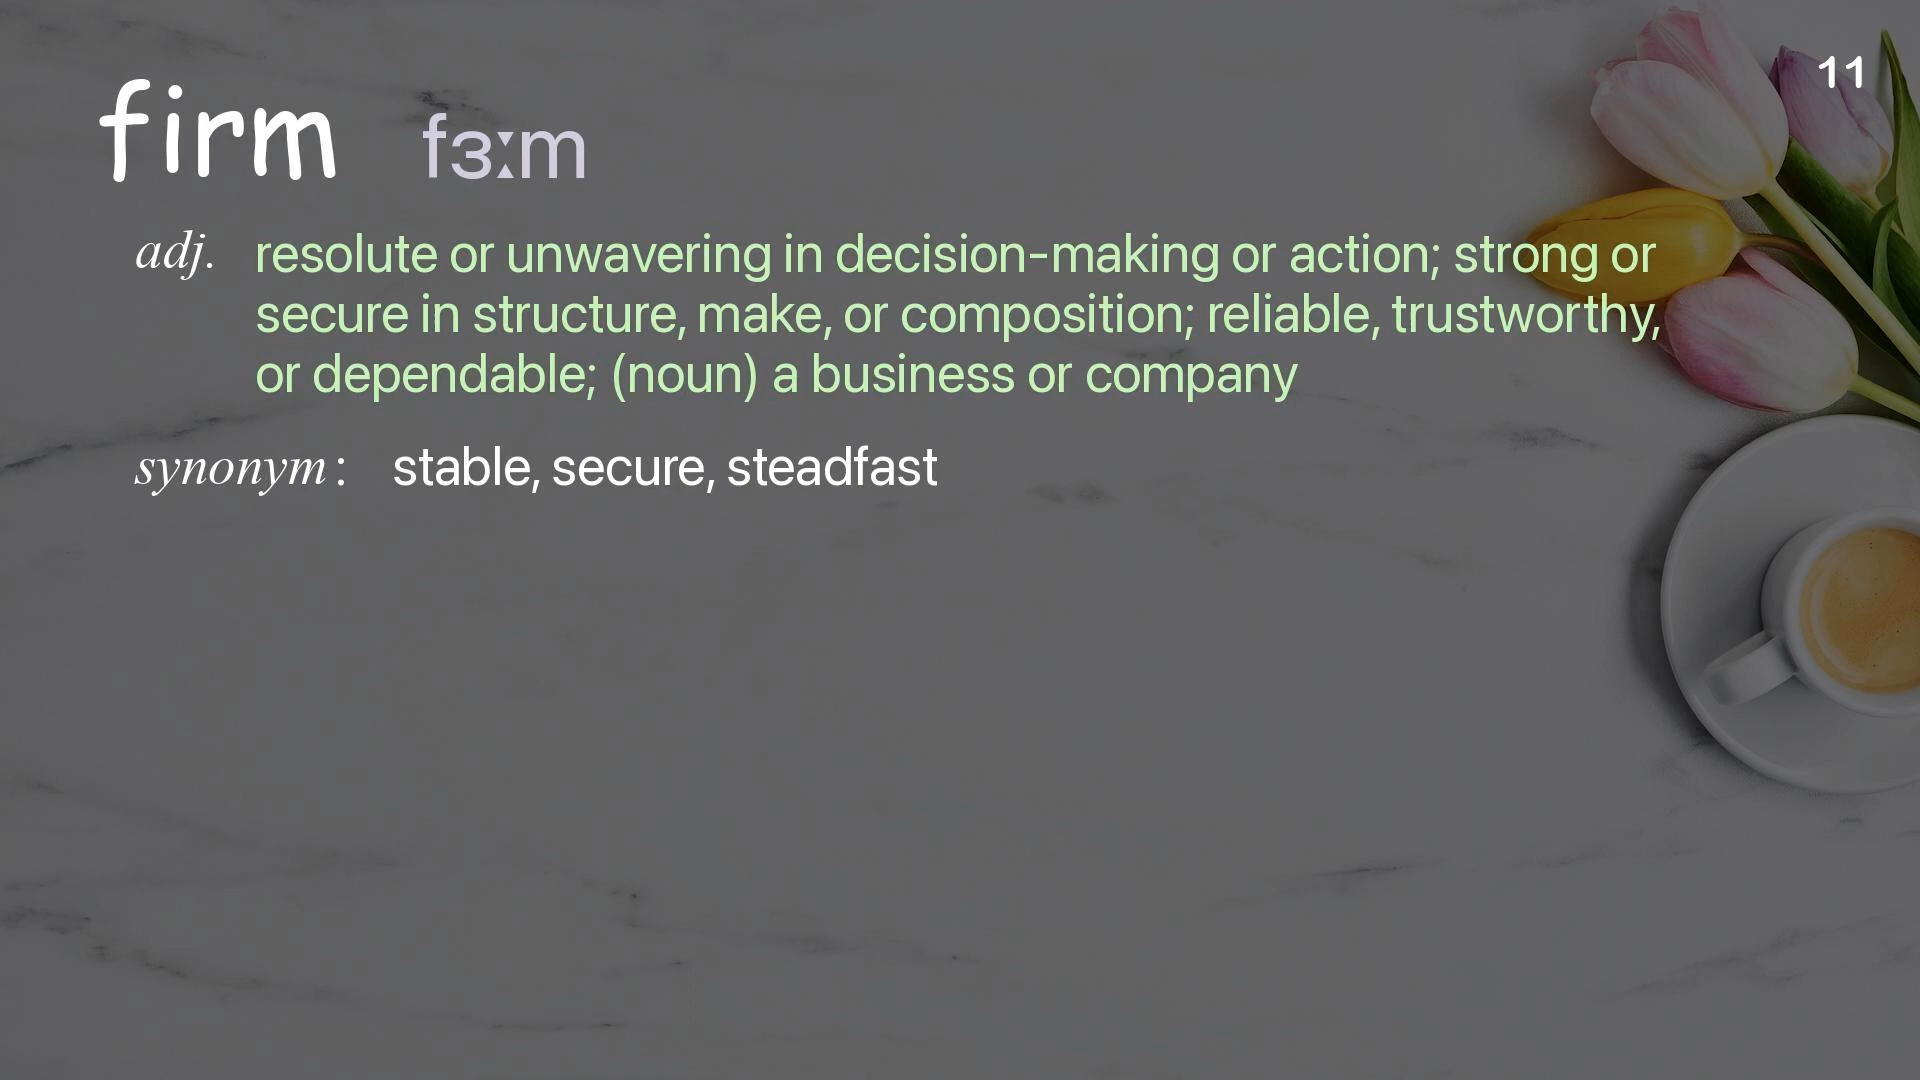 11
firm fɜːm
adj. resolute or unwavering in decision-making or action; strong or
secure in structure, make, or composition; reliable, trustworthy,
or dependable; (noun) a business or company
synonym: stable, secure, steadfast